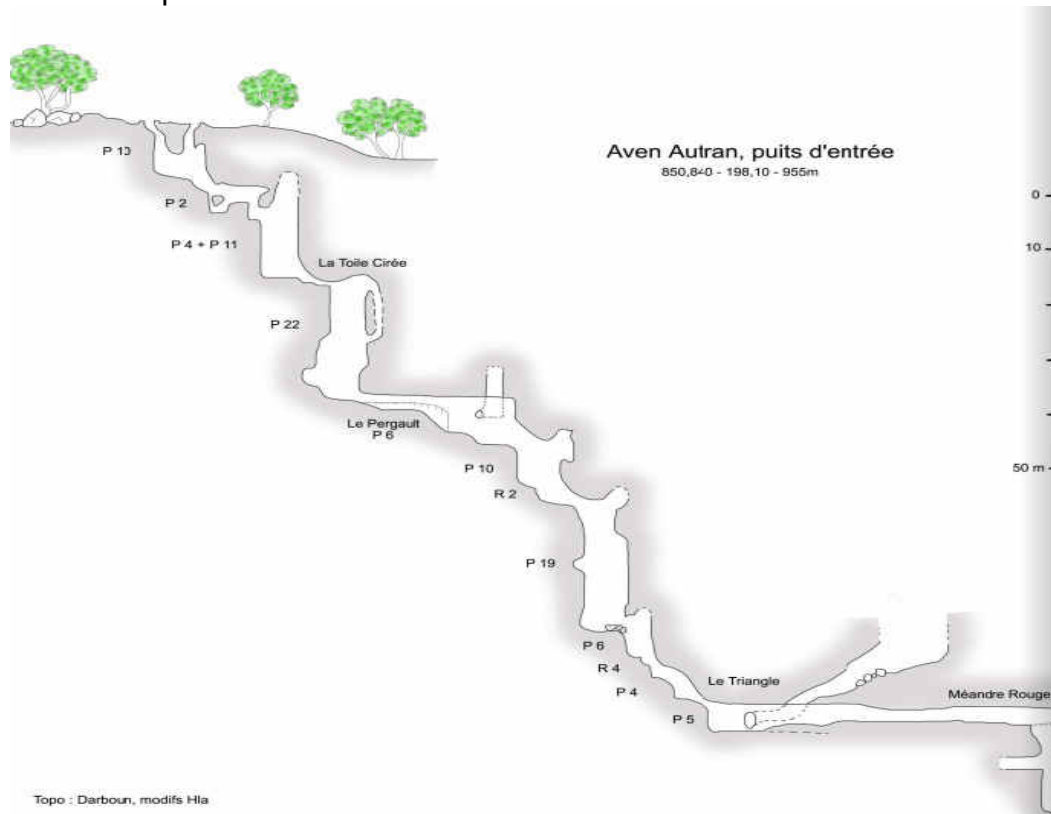 Aven Autran, puits d'entrée
850,840 - 198,10 - 955m
P 13
0
P 2
P 4 + P 11
10
La Toile Cirée
P 22
Le Pergault
P 6
P 10
50 m
R 2
P 19
P 6
R 4
P 4
Le Triangle
Méandre Rouge
P 5
Topo : Darboun, modifs Hla